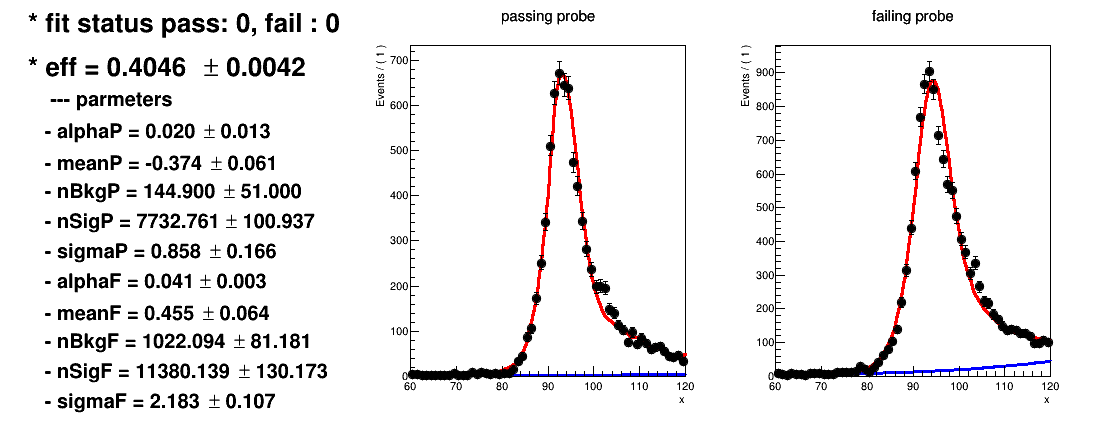 * fit status pass: 0, fail : 0
* eff = 0.4046 ± 0.0042
--- parmeters
- alphaP = 0.020 ± 0.013
- meanP = -0.374 ± 0.061
- nBkgP = 144.900 ± 51.000
- nSigP = 7732.761 ± 100.937
- sigmaP = 0.858 ± 0.166
- alphaF = 0.041 ± 0.003
- meanF = 0.455 ± 0.064
- nBkgF = 1022.094 ± 81.181
- nSigF = 11380.139 ± 130.173
- sigmaF = 2.183 ± 0.107
passing probe
Events / ( 1 )
700
600
500
400
300
200
100
0
60 70 80 90 100 110 120
x
failing probe
Events / ( 1 )
900
800
700
600
500
400
300
200
100
0
60 70 80 90 100 110 120
x